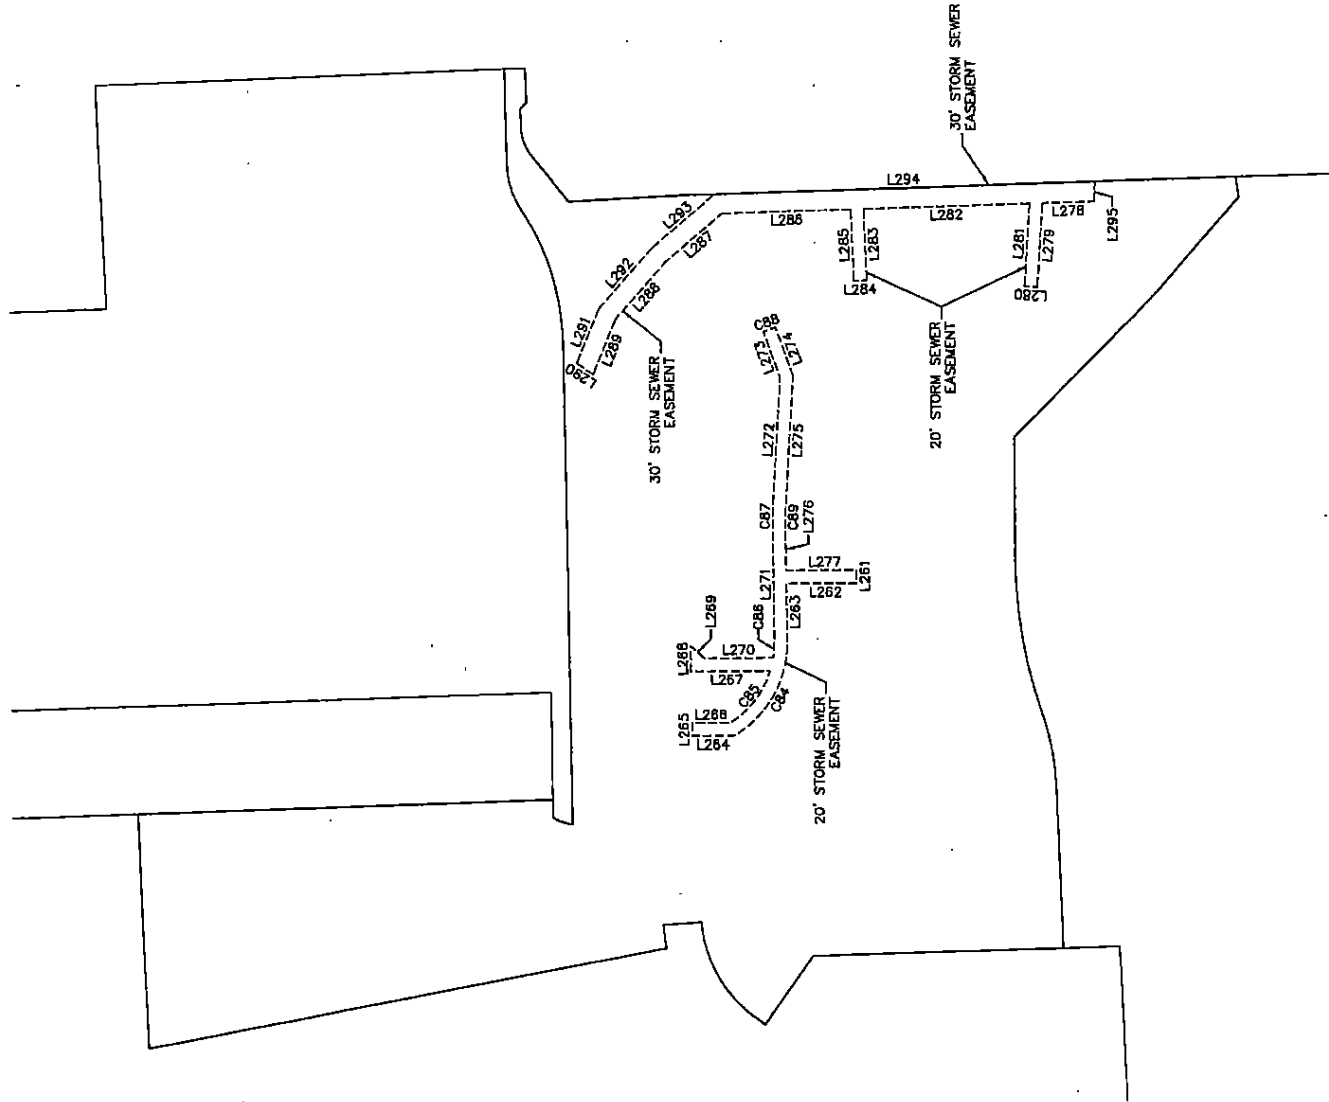 30' STORM SEWER
EASEMENT
L294
L293
L292
L291
L290
L289
L288
L287
L286
L285
L283
L284
L282
L281
L279
L280
L278
L295
20' STORM SEWER
EASEMENT
30' STORM SEWER
EASEMENT
C88
L273
L274
L272
L275
C87
C89
L276
L277
L261
L262
L271
L263
C86
L269
L268
L270
L267
C85
C84
L265
L266
L264
20' STORM SEWER
EASEMENT